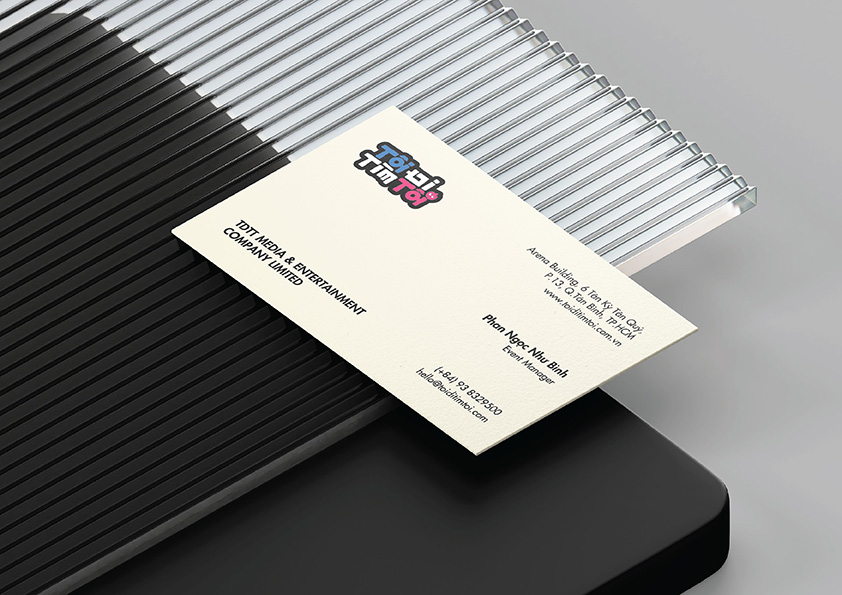 Tôi Đi
Tìm Tôi
TDTT MEDIA & ENTERTAINMENT
COMPANY LIMITED
Arena Building, 6 Tân Kỳ Tân Quý,
P.13, Q.Tân Bình, TP.HCM
www.toiditimtoi.com.vn
Phan Ngọc Như Bình
Event Manager
(+84) 93 8329500
hello@toiditimtoi.com